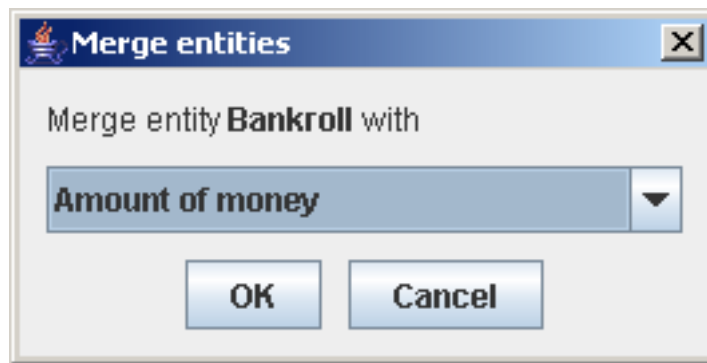 Merge entities
Merge entity Bankroll with
Amount of money
OK Cancel